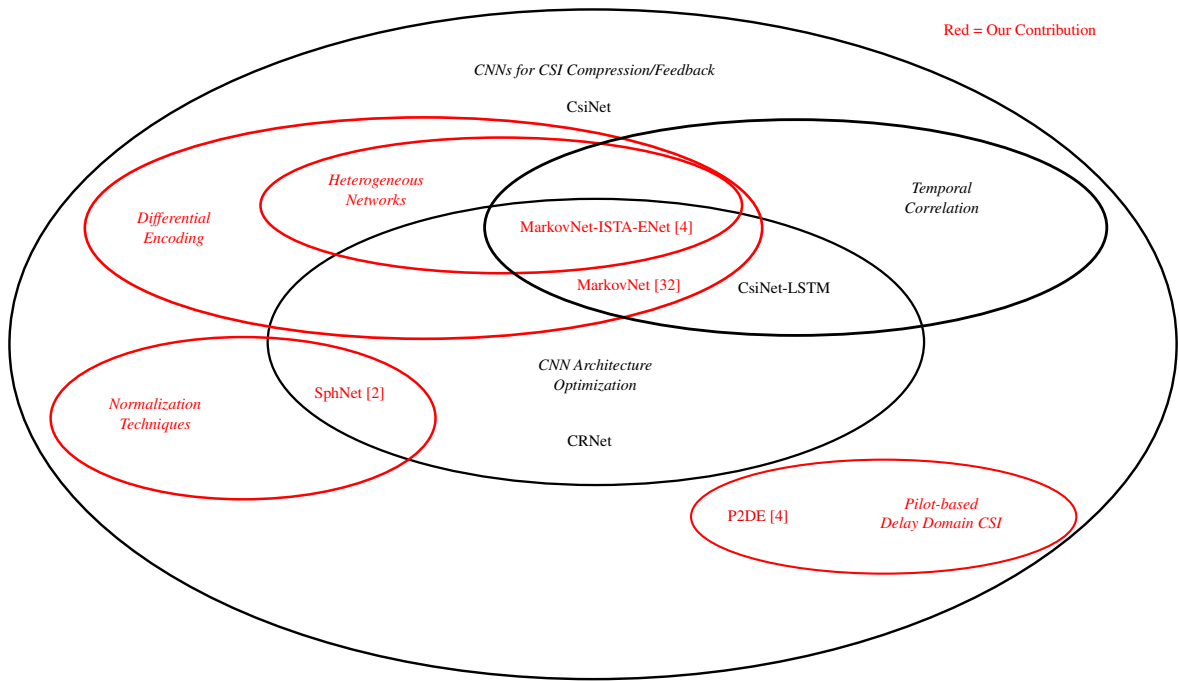 Red = Our Contribution
CNNs for CSI Compression/Feedback
CsiNet
Heterogeneous
Networks
Temporal
Correlation
Differential
Encoding
MarkovNet-ISTA-ENet [4]
MarkovNet [32]
CsiNet-LSTM
CNN Architecture
Optimization
SphNet [2]
Normalization
Techniques
CRNet
P2DE [4]
Pilot-based
Delay Domain CSI